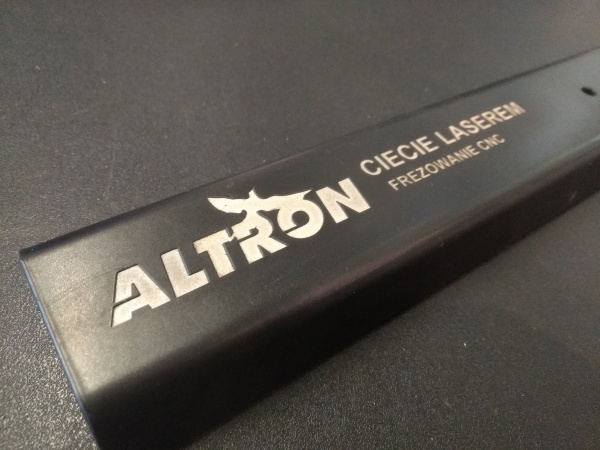 ALTRON
CIECIE LASEREM
FREZOWANIE CNC